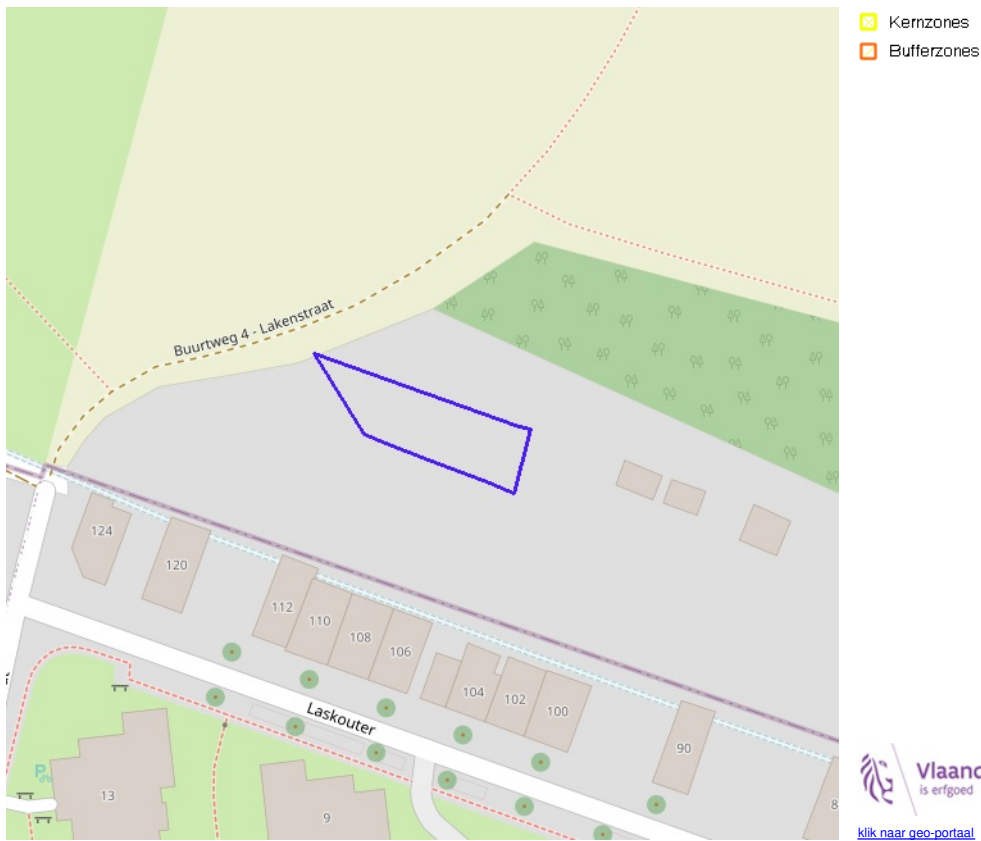 Kernzones
Bufferzones
Buurtweg 4 - Lakenstraat
124
120
112
110
108
106
104
102
100
90
Laskouter
P
13
9
8
Vlaand
is erfgoed
klik naar geo-portaal